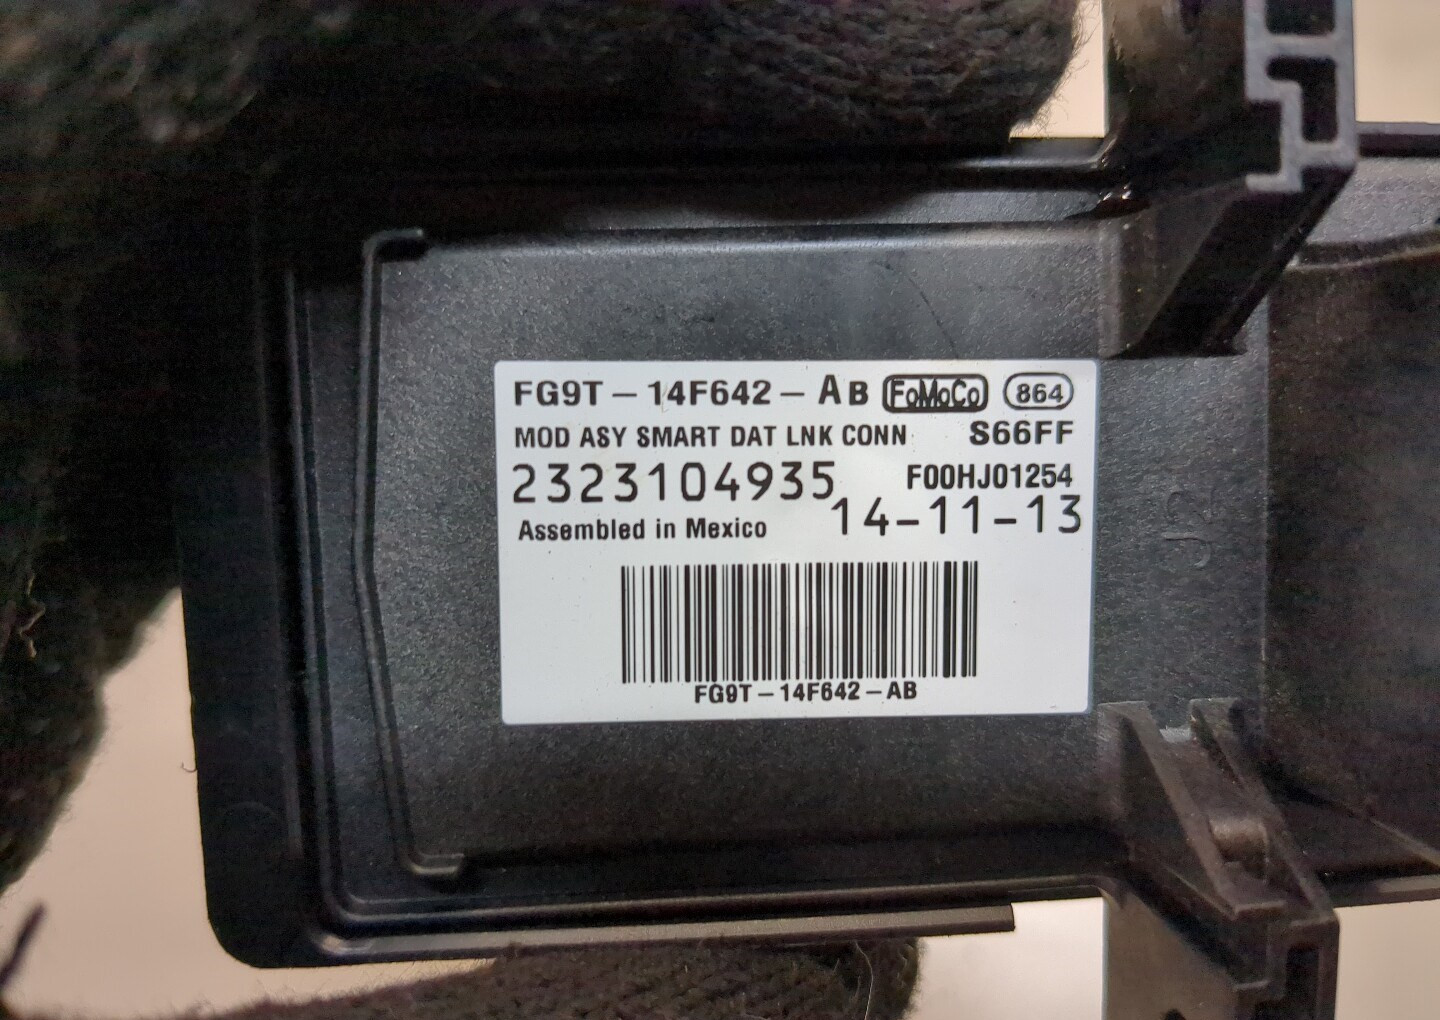 FG9T - 14F642 - AB FoMoCo 864
MOD ASY SMART DAT LNK CONN S66FF
2323104935 F00HJ01254
Assembled in Mexico 14-11-13
FG9T - 14F642 - AB